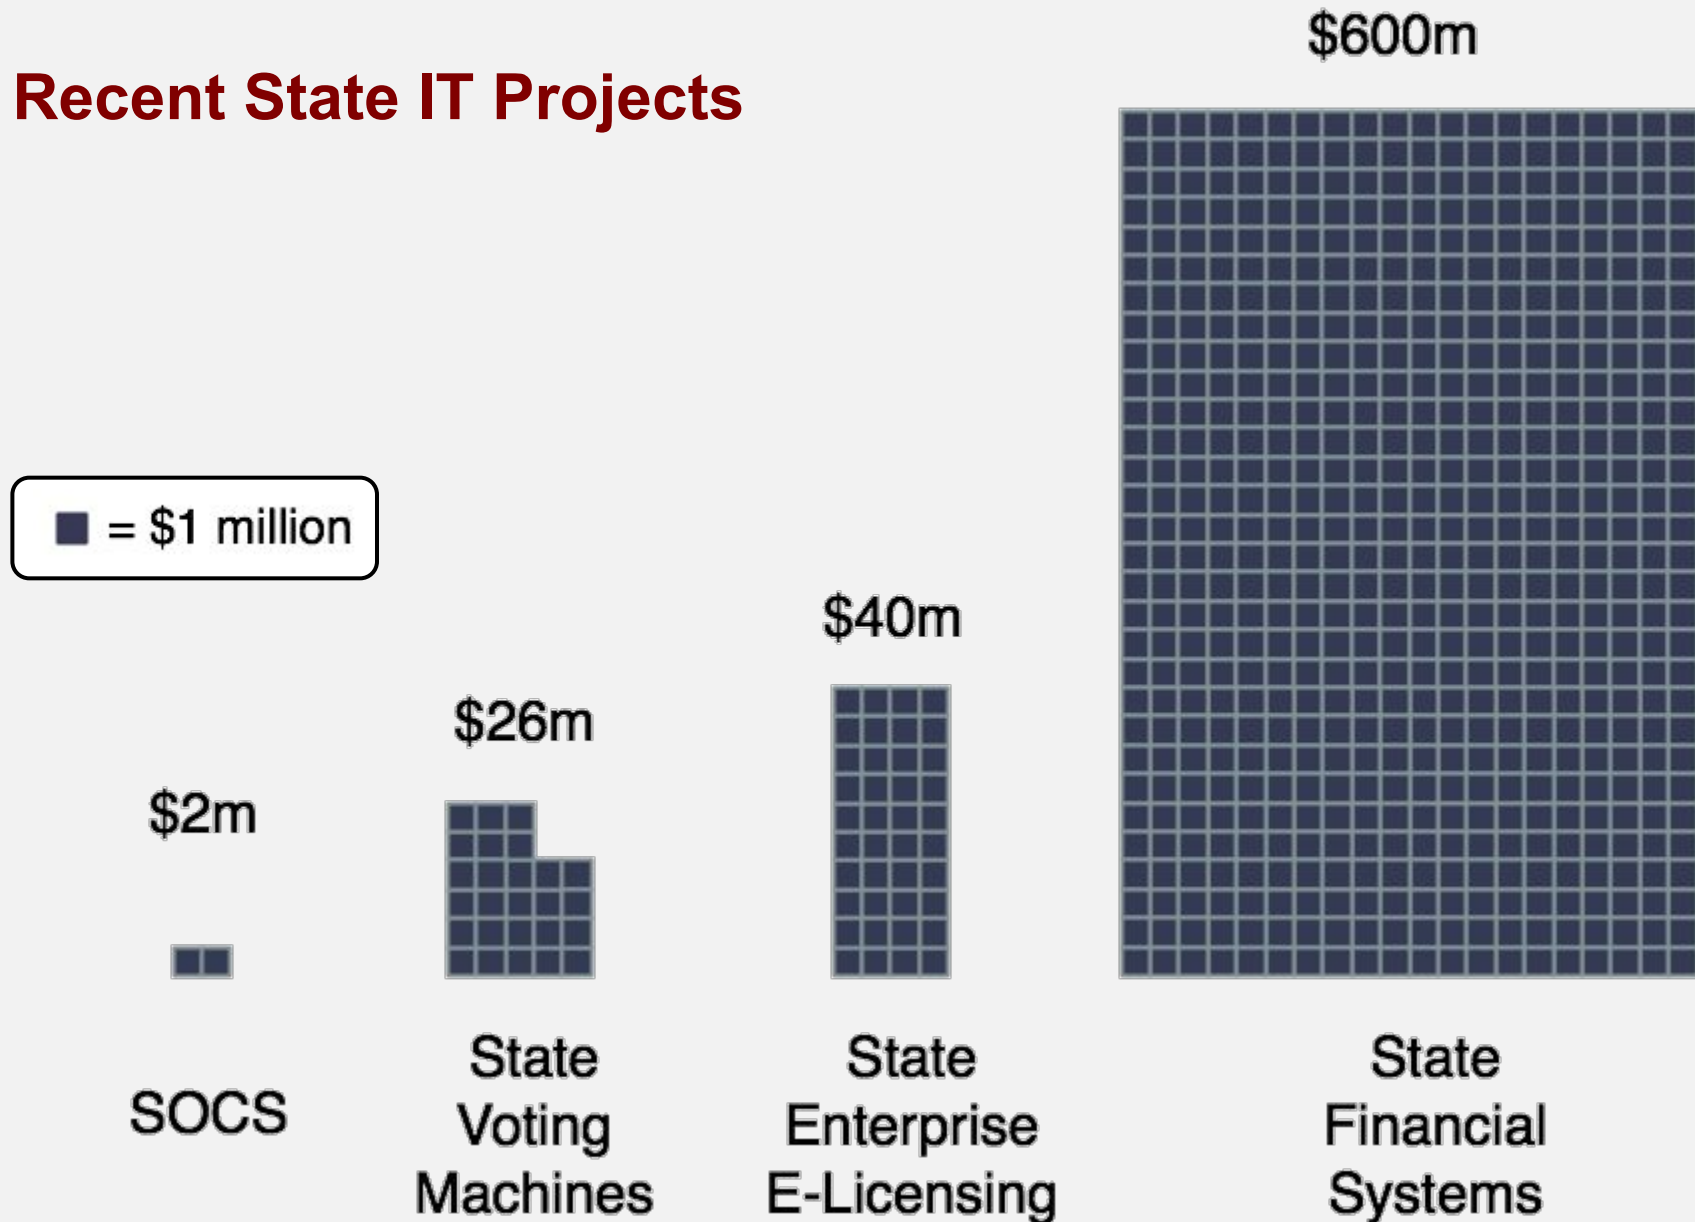 $600m
Recent State IT Projects
= $1 million
$40m
$26m
$2m
SOCS
State
Voting
Machines
State
Enterprise
E-Licensing
State
Financial
Systems